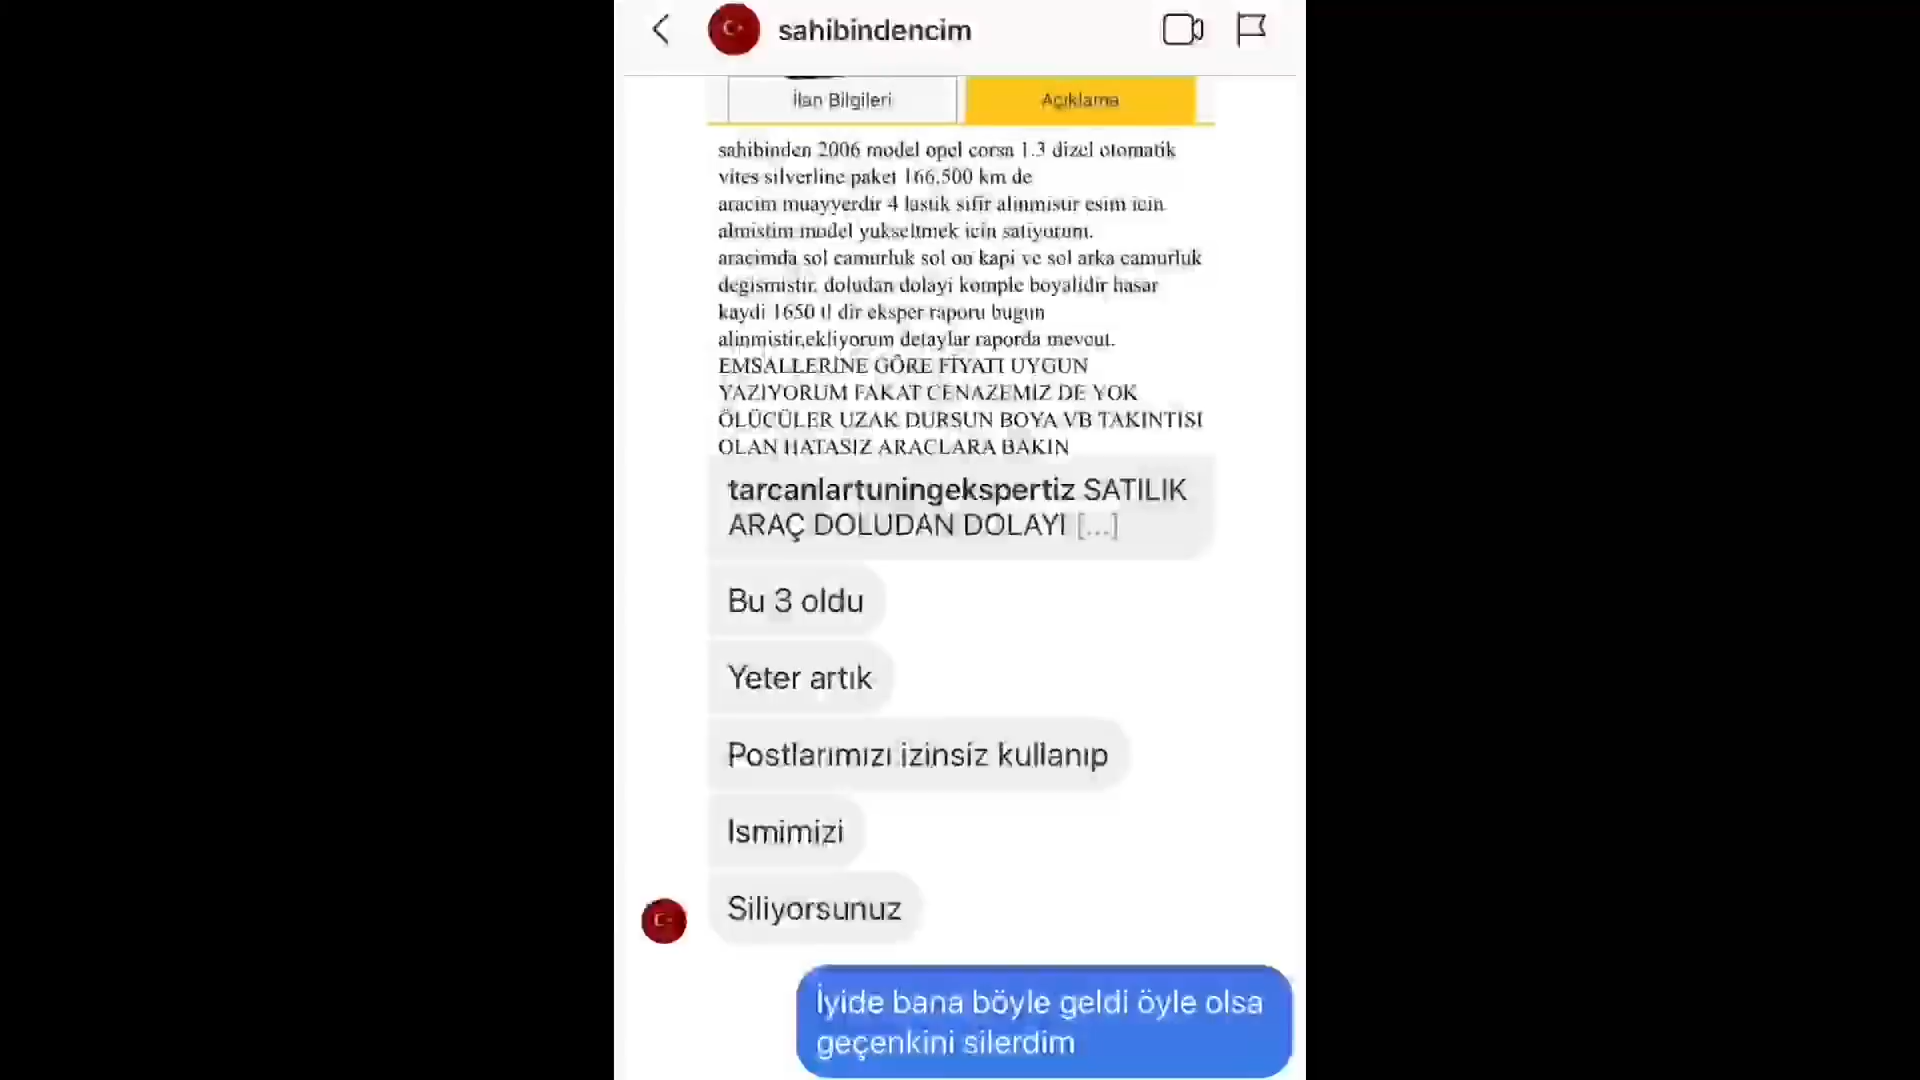 sahibindencim
İlan Bilgileri
Açıklama
sahibinden 2006 model opel corsa 1.3 dizel otomatik
vites silverline paket 166.500 km de
aracim muayyerdir 4 lastik sifir alinmistir esim icin
almistim model yukseltmek icin satiyorum.
aracimda sol camurluk sol on kapi ve sol arka camurluk
degismistir. doludan dolayi komple boyalidir hasar
kaydi 1650 tl dir eksper raporu bugun
alinmistir,ekliyorum detaylar raporda mevcut.
EMSALLERİNE GÖRE FİYATI UYGUN
YAZIYORUM FAKAT CENAZEMIZ DE YOK
ÖLÜCÜLER UZAK DURSUN BOYA VB TAKINTISI
OLAN HATASIZ ARACLARA BAKIN
tarcanlartuningekspertiz SATILIK
ARAÇ DOLUDAN DOLAYI [...]
Bu 3 oldu
Yeter artık
Postlarımızı izinsiz kullanıp
Ismimizi
Siliyorsunuz
İyide bana böyle geldi öyle olsa
geçenkini silerdim